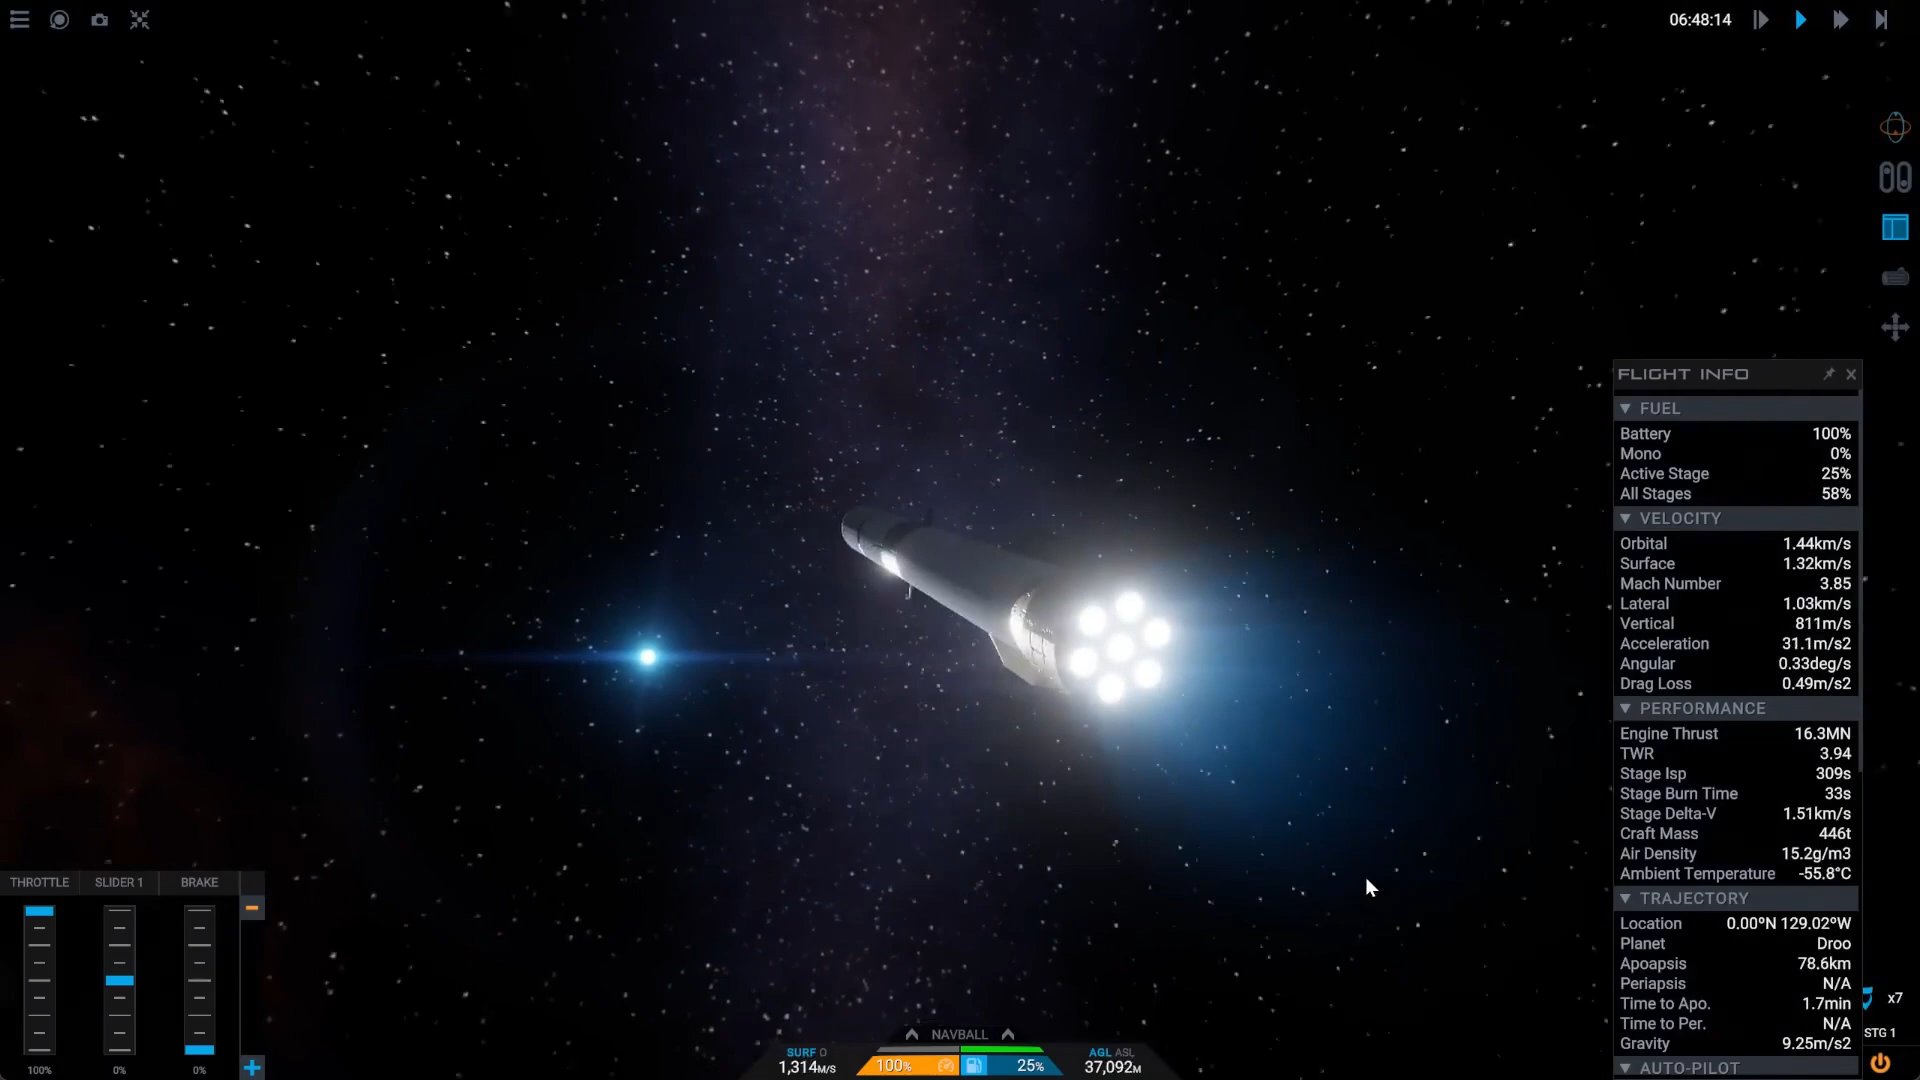 06:48:14
FLIGHT INFO
FUEL
Battery 100%
Mono 0%
Active Stage 25%
All Stages 58%
VELOCITY
Orbital 1.44km/s
Surface 1.32km/s
Mach Number 3.85
Lateral 1.03km/s
Vertical 811m/s
Acceleration 31.1m/s2
Angular 0.33deg/s
Drag Loss 0.49m/s2
PERFORMANCE
Engine Thrust 16.3MN
TWR 3.94
Stage Isp 309s
Stage Burn Time 33s
Stage Delta-V 1.51km/s
Craft Mass 446t
Air Density 15.2g/m3
Ambient Temperature -55.8°C
TRAJECTORY
Location 0.00°N 129.02°W
Planet Droo
Apoapsis 78.6km
Periapsis N/A
Time to Apo. 1.7min
Time to Per. N/A
Gravity 9.25m/s2
AUTO-PILOT
x7
STG 1
THROTTLE SLIDER 1 BRAKE
100% 0% 0%
NAVBALL
SURF O
1,314M/S
100%
25%
AGL ASL
37,092M